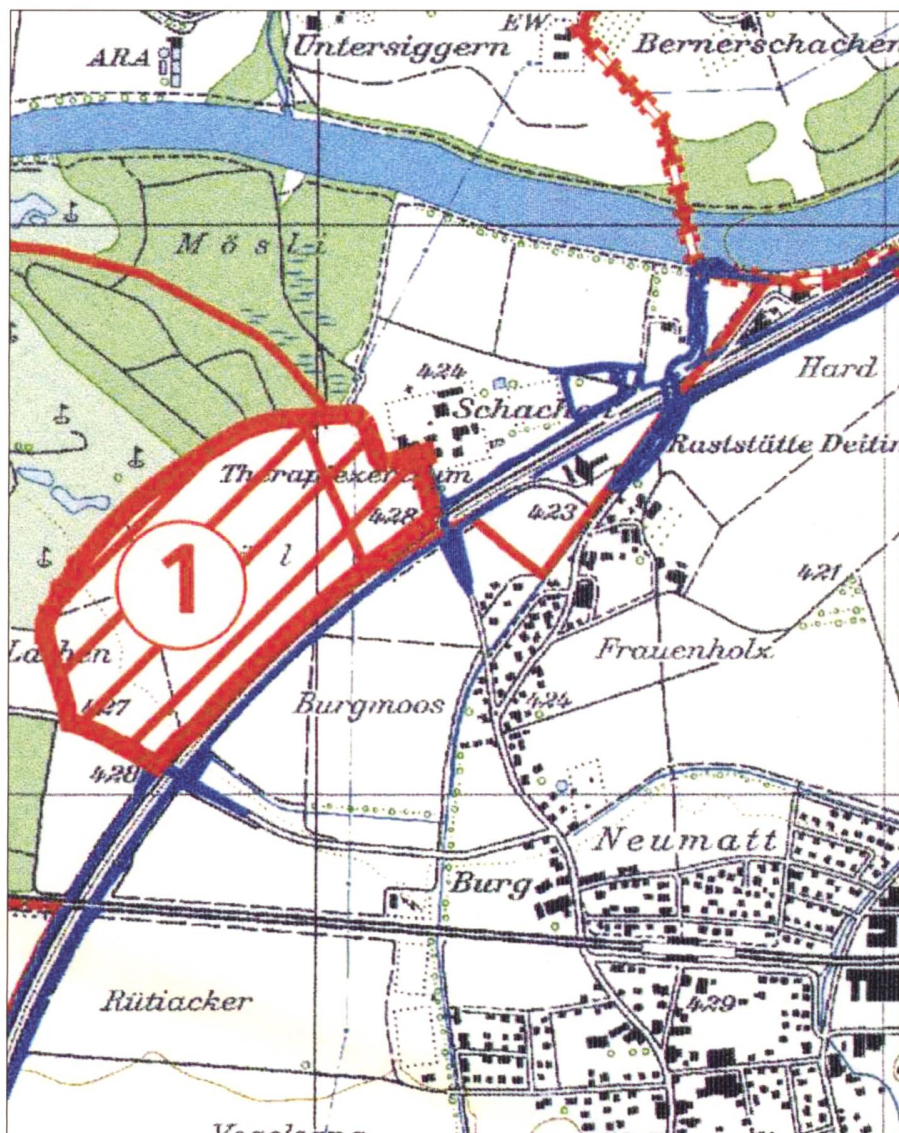 EW
Untersiggern
Bernerschachen
ARA
Mösli
Hard
424
Schachen
Raststätte Deitin
Therapiezentrum
428
423
1
l
421
Lachen
Frauenholz
427
Burgmoos
424
428
Neumatt
Burg
Rütiacker
429